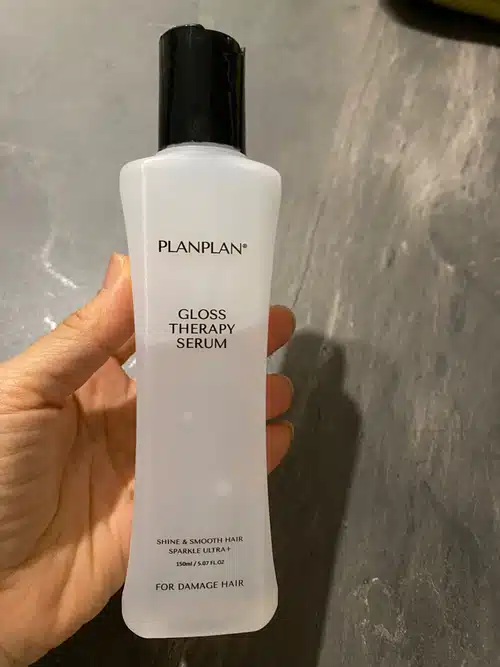 PLANPLAN®
GLOSS
THERAPY
SERUM
SHINE & SMOOTH HAIR
SPARKLE ULTRA+
150ml / 5.07 FL.OZ
FOR DAMAGE HAIR